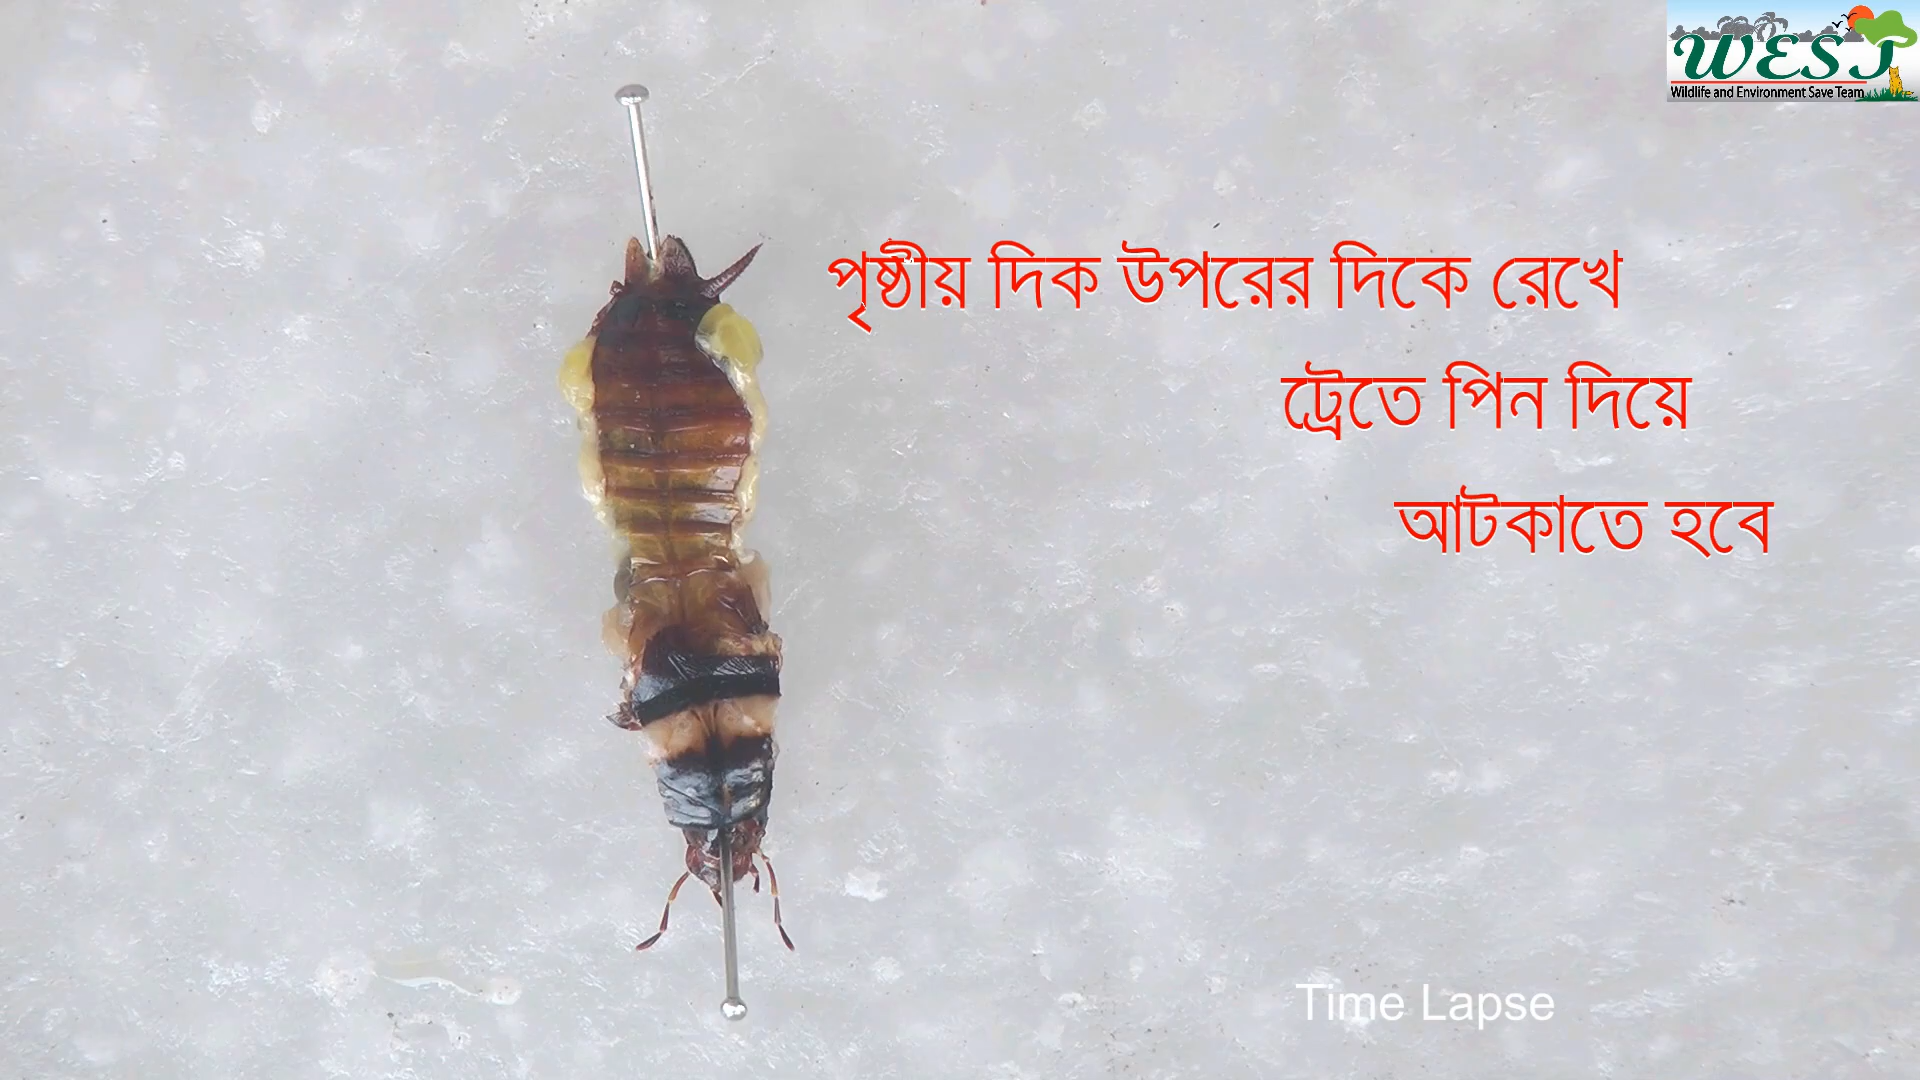 WEST
Wildlife and Environment Save Team
পৃষ্ঠীয় দিক উপরের দিকে রেখে
ট্রেতে পিন দিয়ে
আটকাতে হবে
Time Lapse